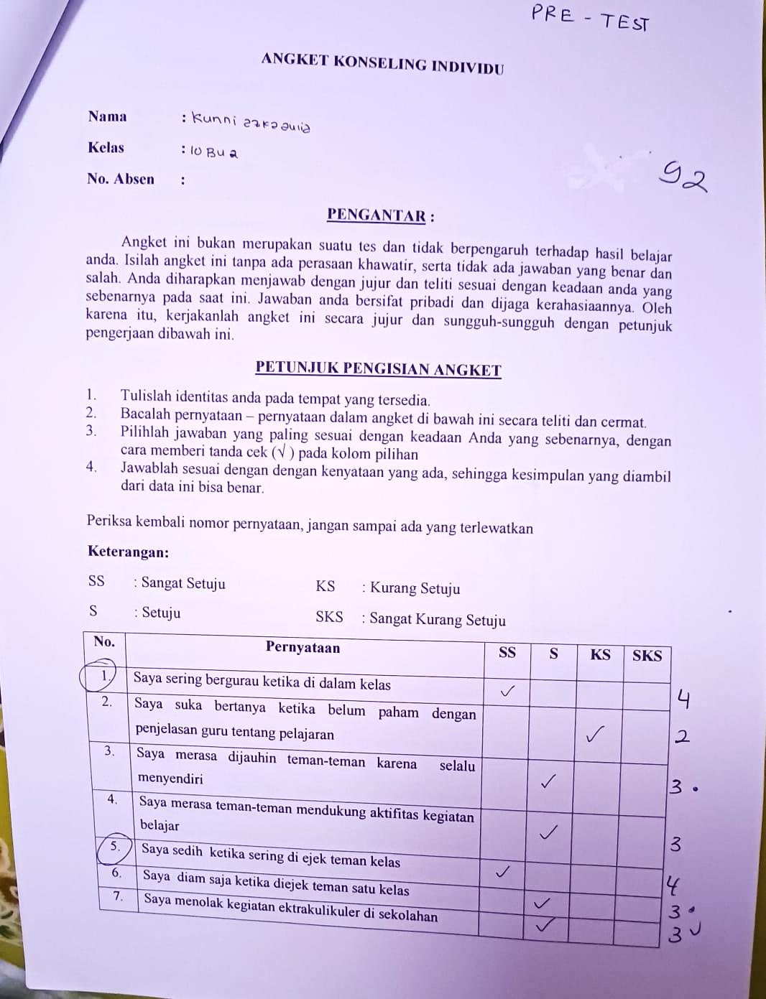 PRE - TEST
ANGKET KONSELING INDIVIDU
Nama : Kunni
Kelas : 10 Bu 2
No. Absen :
92
PENGANTAR :
Angket ini bukan merupakan suatu tes dan tidak berpengaruh terhadap hasil belajar
anda. Isilah angket ini tanpa ada perasaan khawatir, serta tidak ada jawaban yang benar dan
salah. Anda diharapkan menjawab dengan jujur dan teliti sesuai dengan keadaan anda yang
sebenarnya pada saat ini. Jawaban anda bersifat pribadi dan dijaga kerahasiaannya. Oleh
karena itu, kerjakanlah angket ini secara jujur dan sungguh-sungguh dengan petunjuk
pengerjaan dibawah ini.
PETUNJUK PENGISIAN ANGKET
1. Tulislah identitas anda pada tempat yang tersedia.
2. Bacalah pernyataan – pernyataan dalam angket di bawah ini secara teliti dan cermat.
3. Pilihlah jawaban yang paling sesuai dengan keadaan Anda yang sebenarnya, dengan
cara memberi tanda cek (√ ) pada kolom pilihan
4. Jawablah sesuai dengan dengan kenyataan yang ada, sehingga kesimpulan yang diambil
dari data ini bisa benar.
Periksa kembali nomor pernyataan, jangan sampai ada yang terlewatkan
Keterangan:
SS : Sangat Setuju KS : Kurang Setuju
S : Setuju SKS : Sangat Kurang Setuju
No. Pernyataan SS S KS SKS
1. Saya sering bergurau ketika di dalam kelas ✓ 4
2. Saya suka bertanya ketika belum paham dengan
penjelasan guru tentang pelajaran ✓ 2
3. Saya merasa dijauhin teman-teman karena selalu
menyendiri ✓ 3 .
4. Saya merasa teman-teman mendukung aktifitas kegiatan
belajar ✓ 3
5. Saya sedih ketika sering di ejek teman kelas ✓ 4
6. Saya diam saja ketika diejek teman satu kelas ✓ 3 .
7. Saya menolak kegiatan ektrakulikuler di sekolahan ✓ 3 ✓